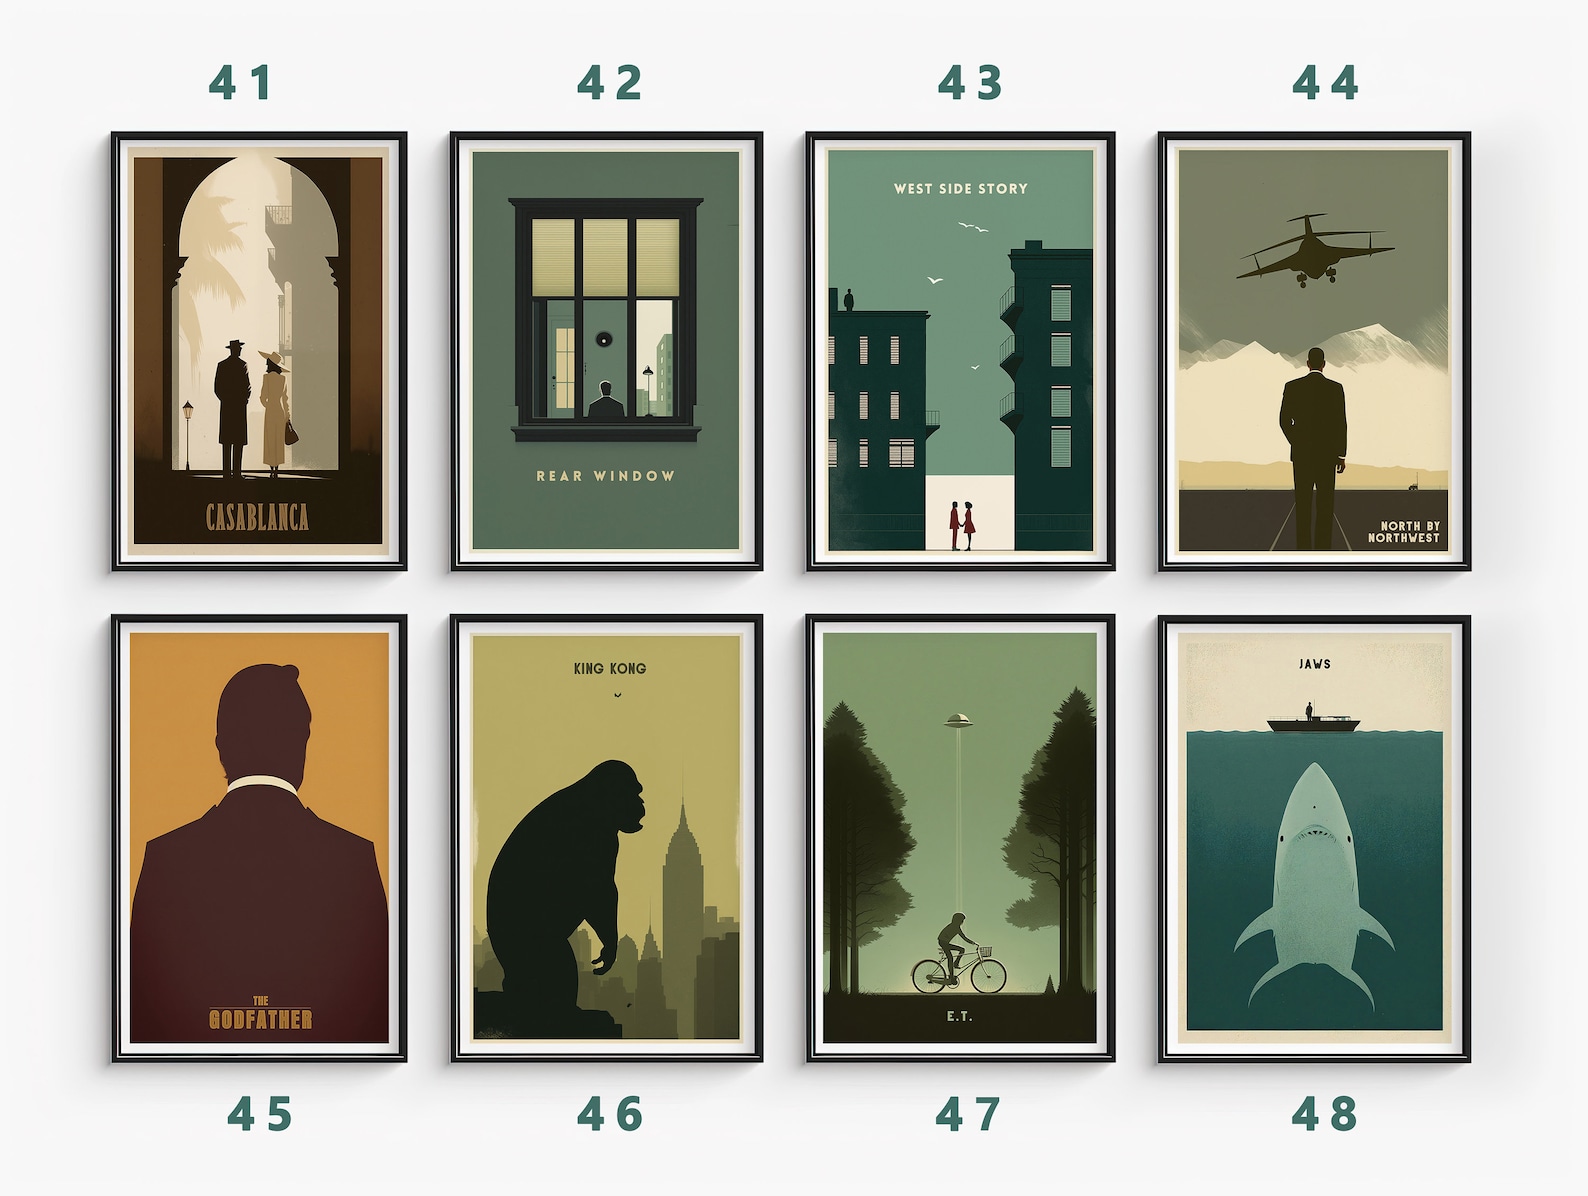 41
42
43
44
CASABLANCA
REAR WINDOW
WEST SIDE STORY
NORTH BY
NORTHWEST
THE
GODFATHER
KING KONG
E.T.
JAWS
45
46
47
48